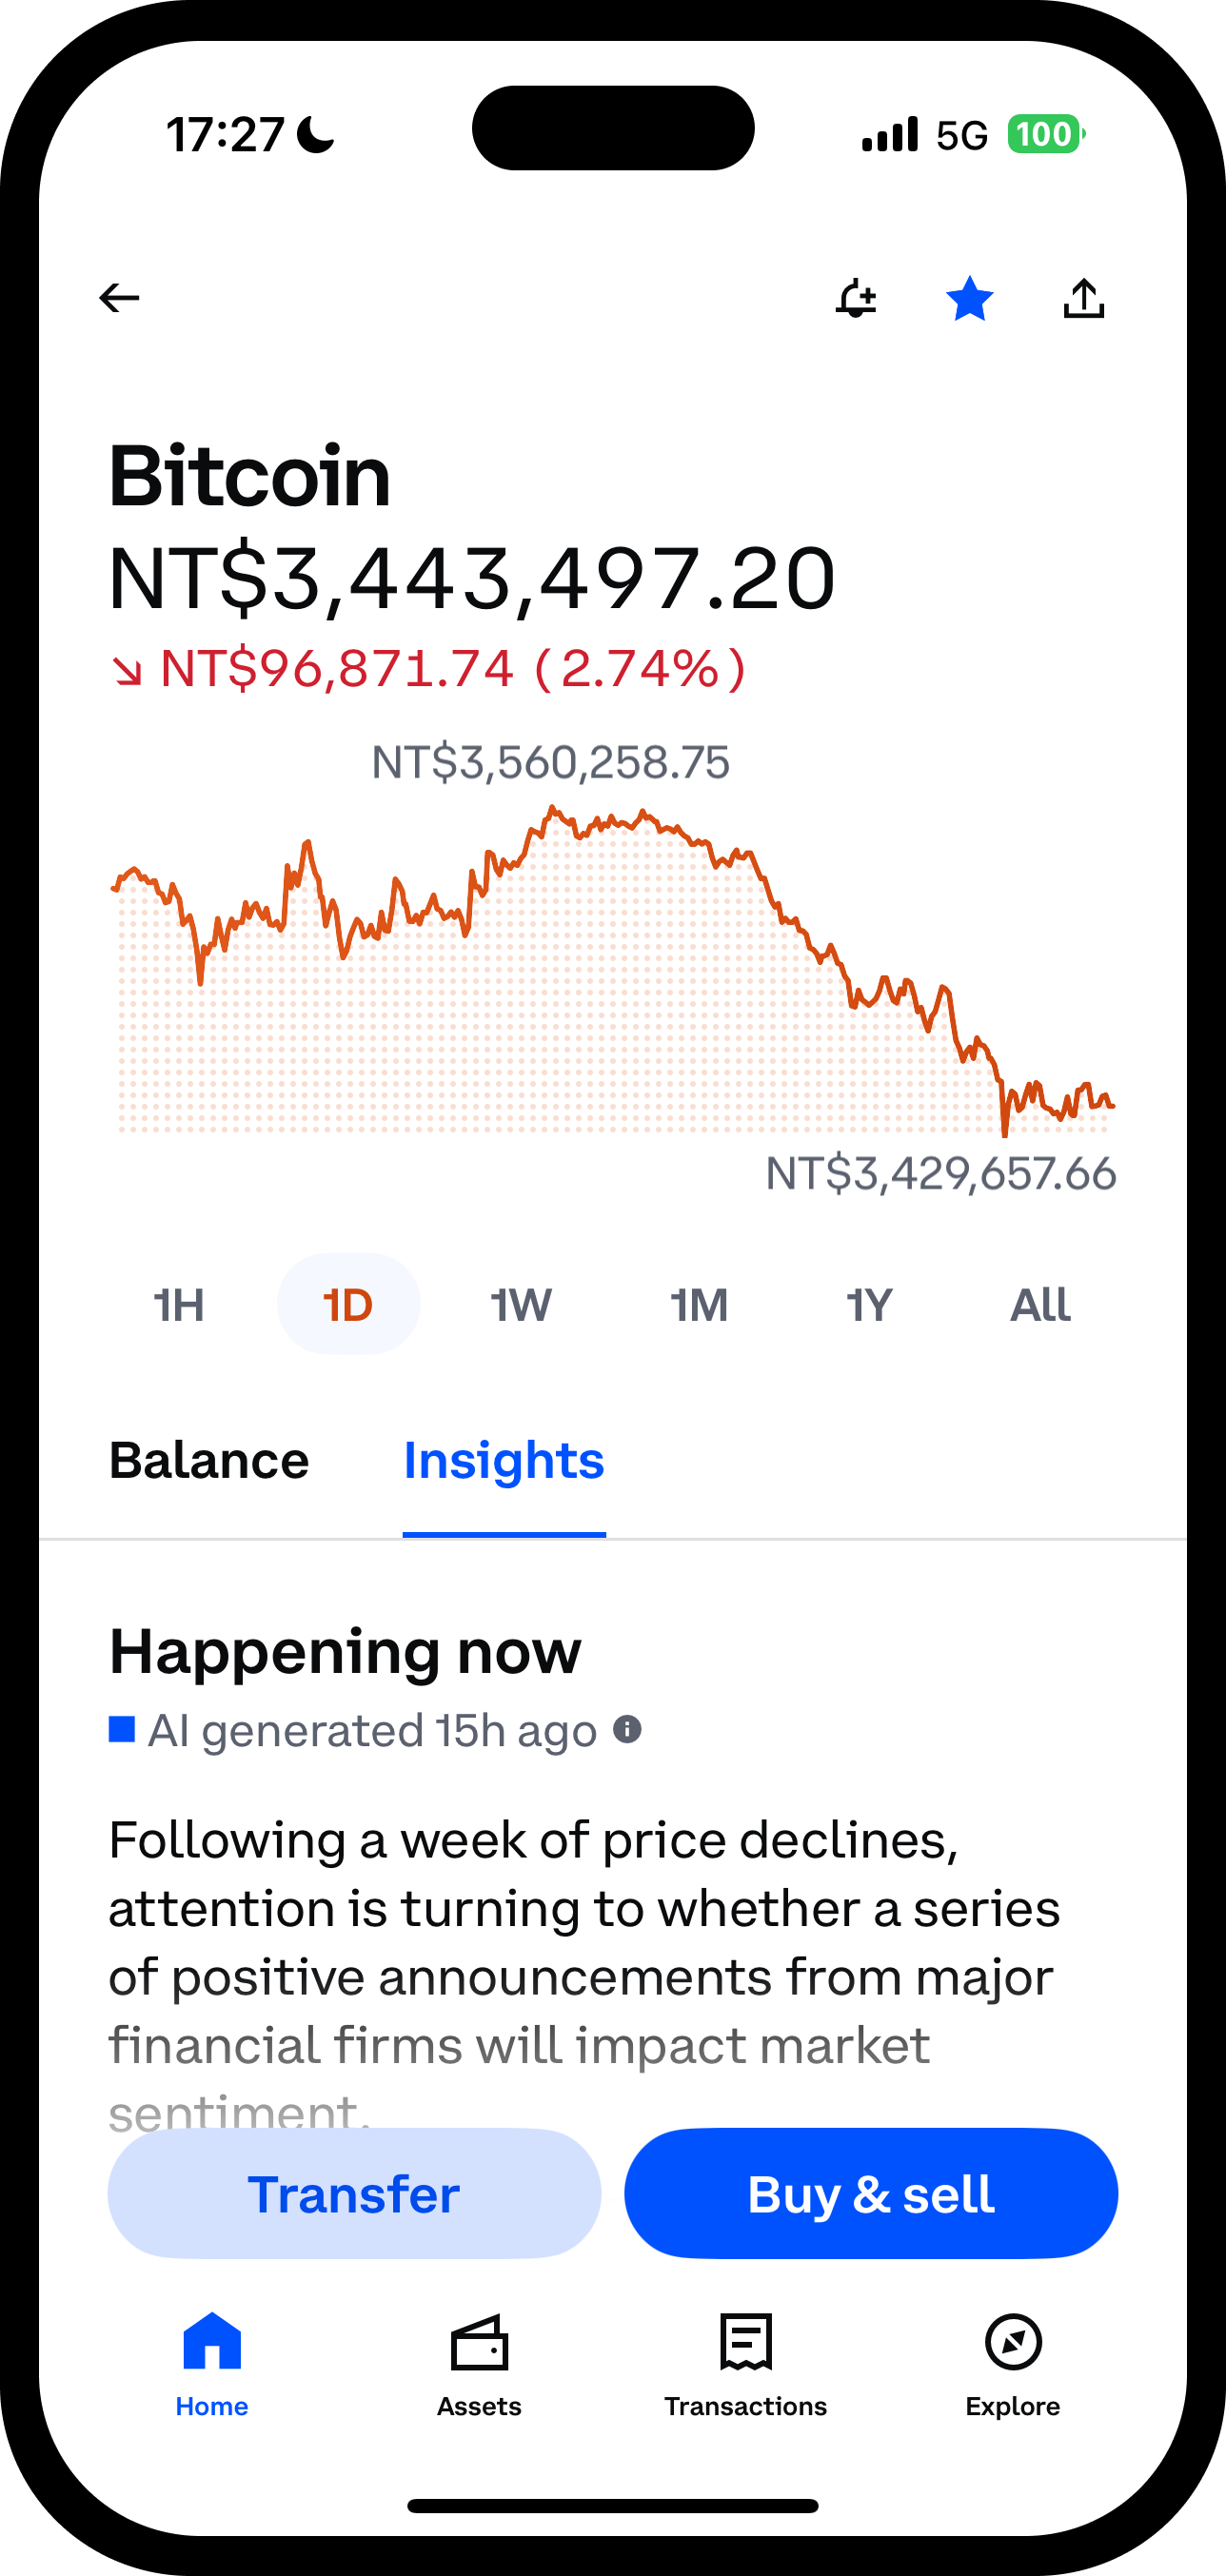 17:27 5G 100
Bitcoin
NT$3,443,497.20
↘ NT$96,871.74 (2.74%)
NT$3,560,258.75
NT$3,429,657.66
1H 1D 1W 1M 1Y All
Balance Insights
Happening now
AI generated 15h ago
Following a week of price declines,
attention is turning to whether a series
of positive announcements from major
financial firms will impact market
sentiment.
Transfer Buy & sell
Home Assets Transactions Explore